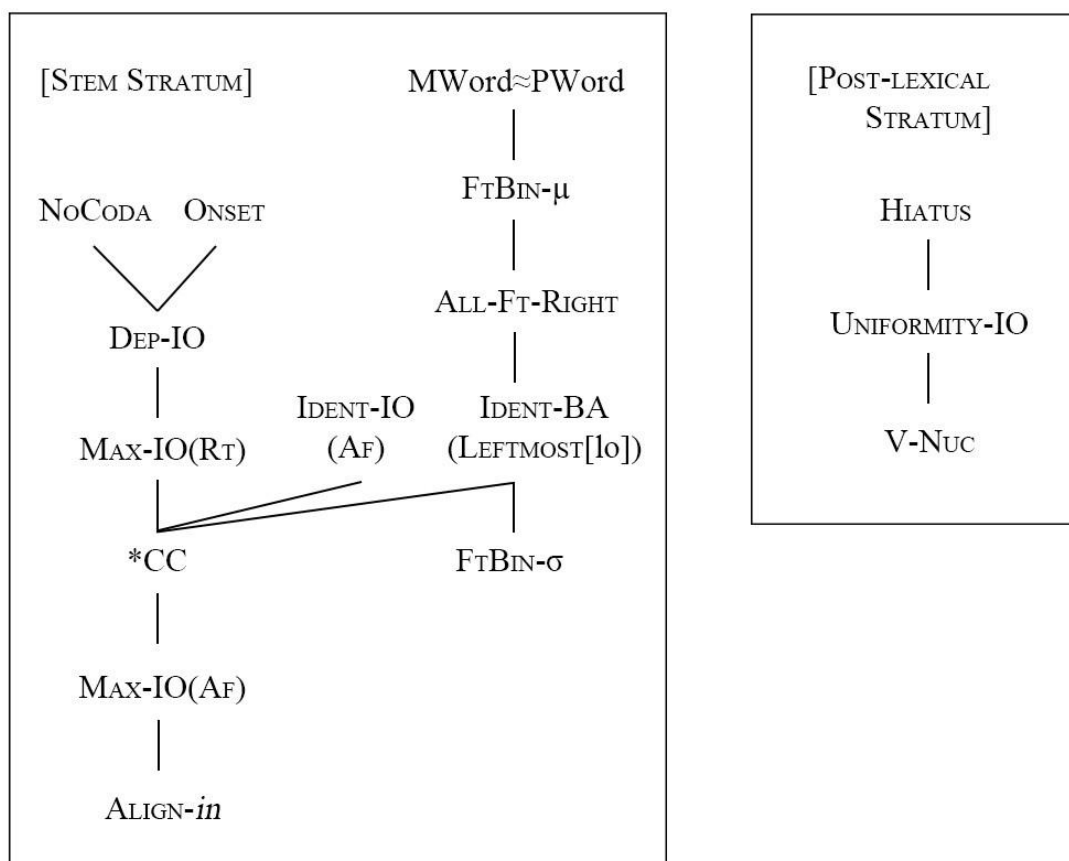 [STEM STRATUM]
MWord≈PWord
FTBIN-μ
NOCODA ONSET
ALL-FT-RIGHT
DEP-IO
IDENT-IO
(AF)
IDENT-BA
(LEFTMOST[lo])
MAX-IO(RT)
*CC
FTBIN-σ
MAX-IO(AF)
ALIGN-in
[POST-LEXICAL
STRATUM]
HIATUS
UNIFORMITY-IO
V-NUC